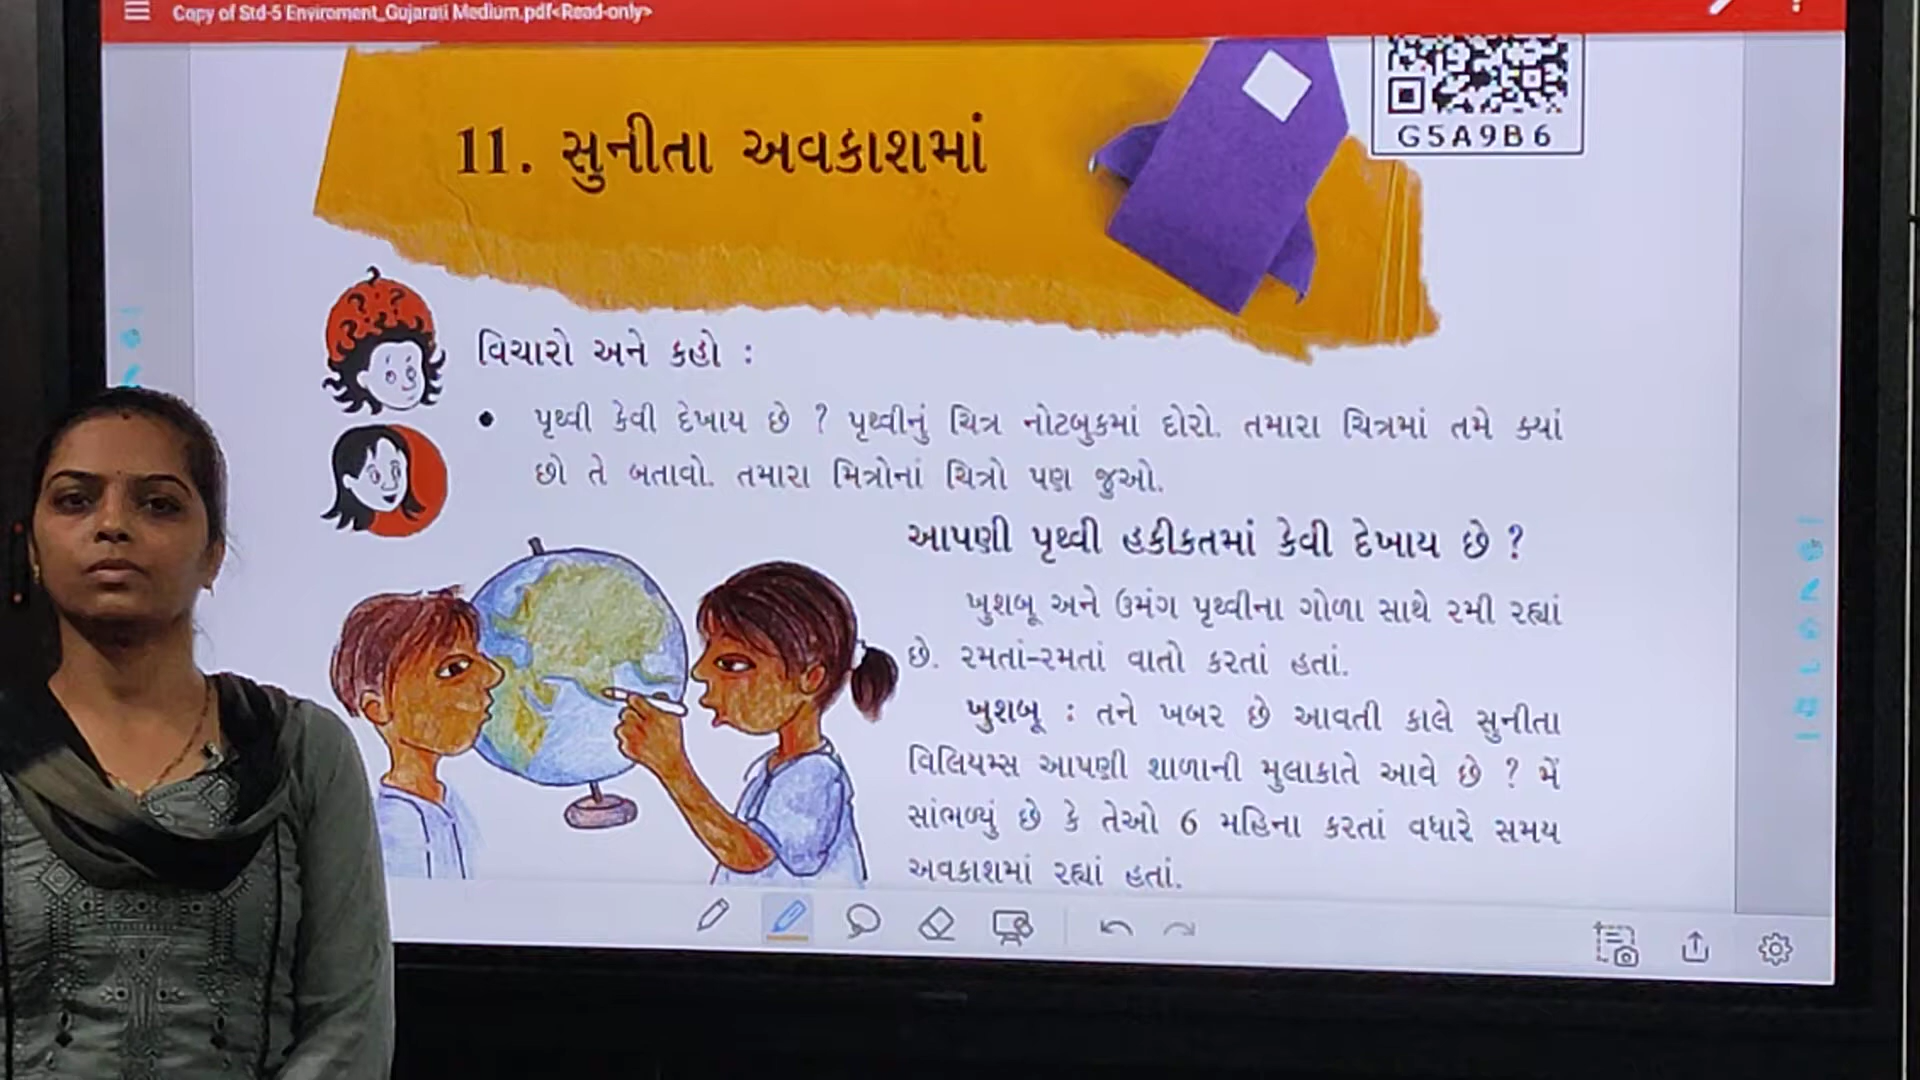 Copy of Std-5 Enviroment_Gujarati Medium.pdf<Read-only>
G5A9B6
11. સુનીતા અવકાશમાં
વિચારો અને કહો :
• પૃથ્વી કેવી દેખાય છે ? પૃથ્વીનું ચિત્ર નોટબુકમાં દોરો. તમારા ચિત્રમાં તમે ક્યાં
છો તે બતાવો. તમારા મિત્રોનાં ચિત્રો પણ જુઓ.
આપણી પૃથ્વી હકીકતમાં કેવી દેખાય છે ?
ખુશબૂ અને ઉમંગ પૃથ્વીના ગોળા સાથે રમી રહ્યાં
છે. રમતાં-રમતાં વાતો કરતાં હતાં.
ખુશબૂ : તને ખબર છે આવતી કાલે સુનીતા
વિલિયમ્સ આપણી શાળાની મુલાકાતે આવે છે ? મેં
સાંભળ્યું છે કે તેઓ 6 મહિના કરતાં વધારે સમય
અવકાશમાં રહ્યાં હતાં.